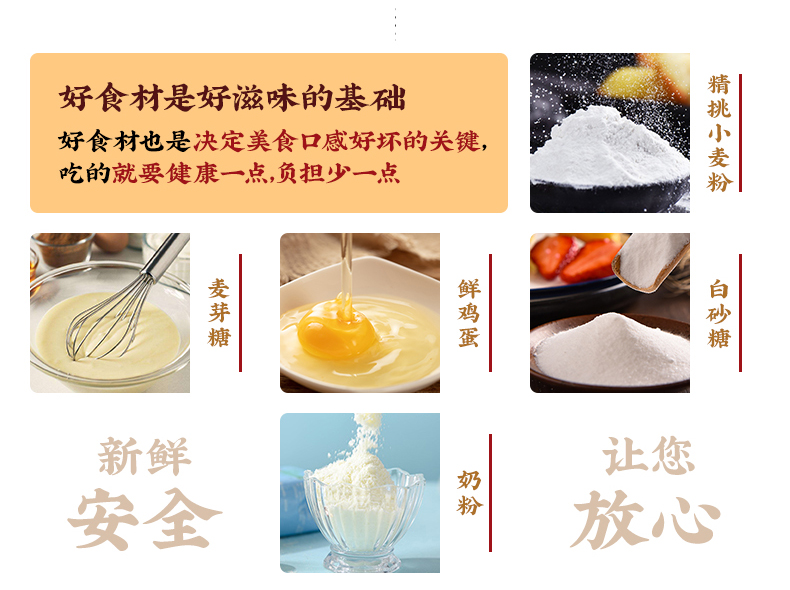 好食材是好滋味的基础
好食材也是决定美食口感好坏的关键，
吃的就要健康一点，负担少一点
精挑小麦粉
麦芽糖
鲜鸡蛋
白砂糖
新鲜
安全
奶粉
让您
放心